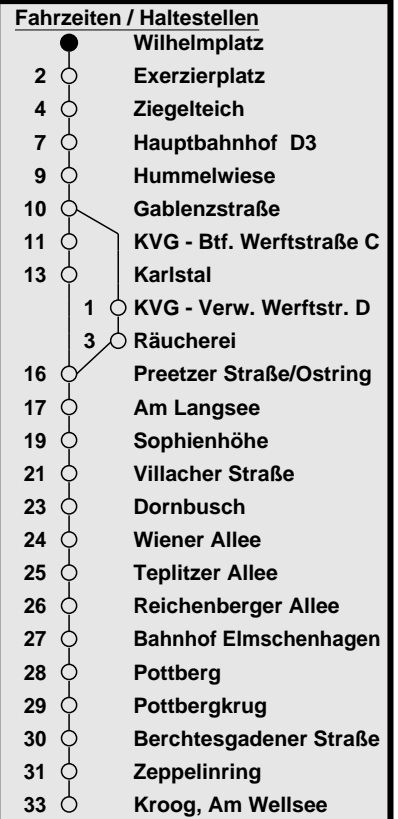 Fahrzeiten / Haltestellen
Wilhelmplatz
2 Exerzierplatz
4 Ziegelteich
7 Hauptbahnhof D3
9 Hummelwiese
10 Gablenzstraße
11 KVG - Btf. Werftstraße C
13 Karlstal
1 KVG - Verw. Werftstr. D
3 Räucherei
16 Preetzer Straße/Ostring
17 Am Langsee
19 Sophienhöhe
21 Villacher Straße
23 Dornbusch
24 Wiener Allee
25 Teplitzer Allee
26 Reichenberger Allee
27 Bahnhof Elmschenhagen
28 Pottberg
29 Pottbergkrug
30 Berchtesgadener Straße
31 Zeppelinring
33 Kroog, Am Wellsee